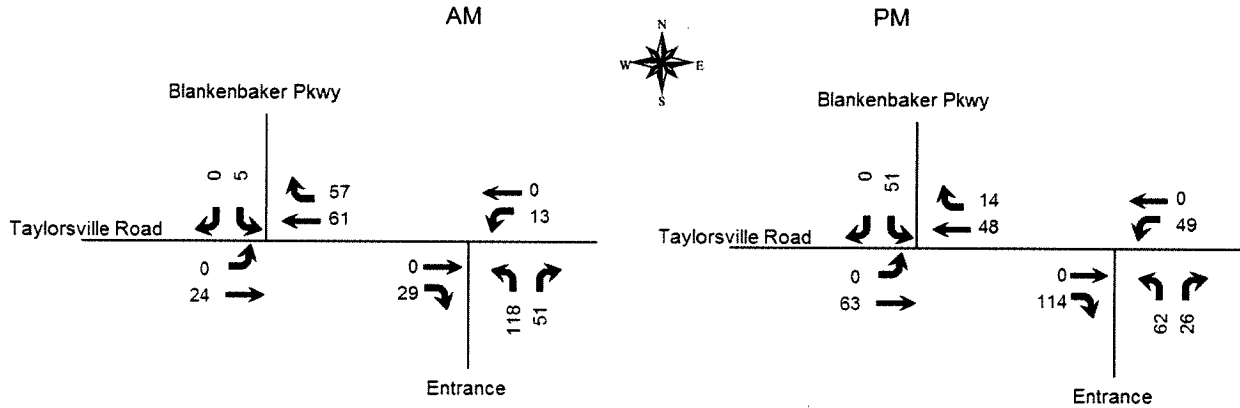 AM
PM
N
W E
S
Blankenbaker Pkwy
0 5
57
61
0
13
Taylorsville Road
0
24
0
29
118 51
Entrance
Blankenbaker Pkwy
0 51
14
48
0
49
Taylorsville Road
0
63
0
114
62 26
Entrance